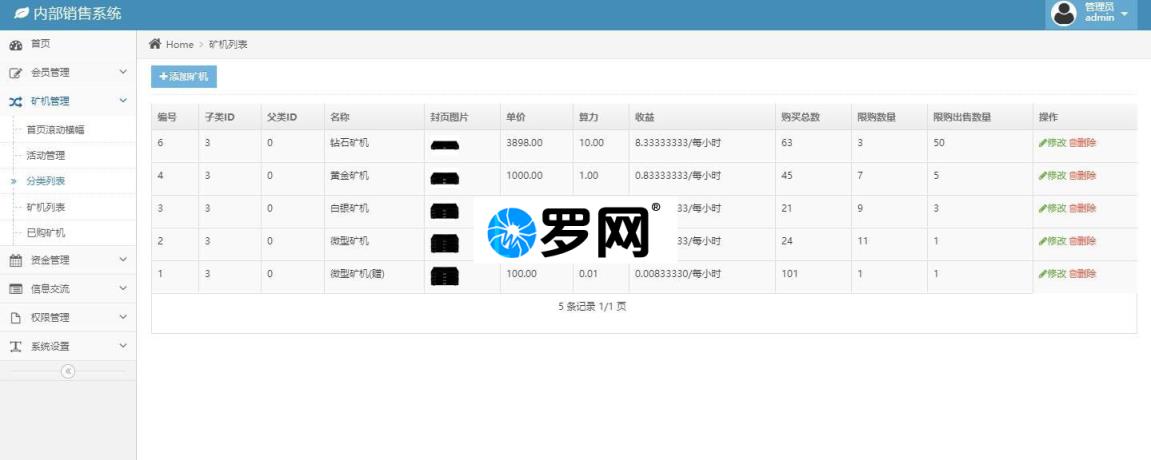 内部销售系统
管理员
admin
首页
会员管理
矿机管理
首页滚动横幅
活动管理
分类列表
矿机列表
已购矿机
资金管理
信息交流
权限管理
系统设置
Home > 矿机列表
添加矿机
编号 子类ID 父类ID 名称 封页图片 单价 算力 收益 购买总数 限购数量 限购出售数量 操作
6 3 0 钻石矿机 3898.00 10.00 8.33333333/每小时 63 3 50 修改 删除
4 3 0 黄金矿机 1000.00 1.00 0.83333333/每小时 45 7 5 修改 删除
3 3 0 白银矿机 33/每小时 21 9 3 修改 删除
2 3 0 微型矿机 33/每小时 24 11 1 修改 删除
1 3 0 微型矿机(赠) 100.00 0.01 0.00833330/每小时 101 1 1 修改 删除
罗网®
5 条记录 1/1 页